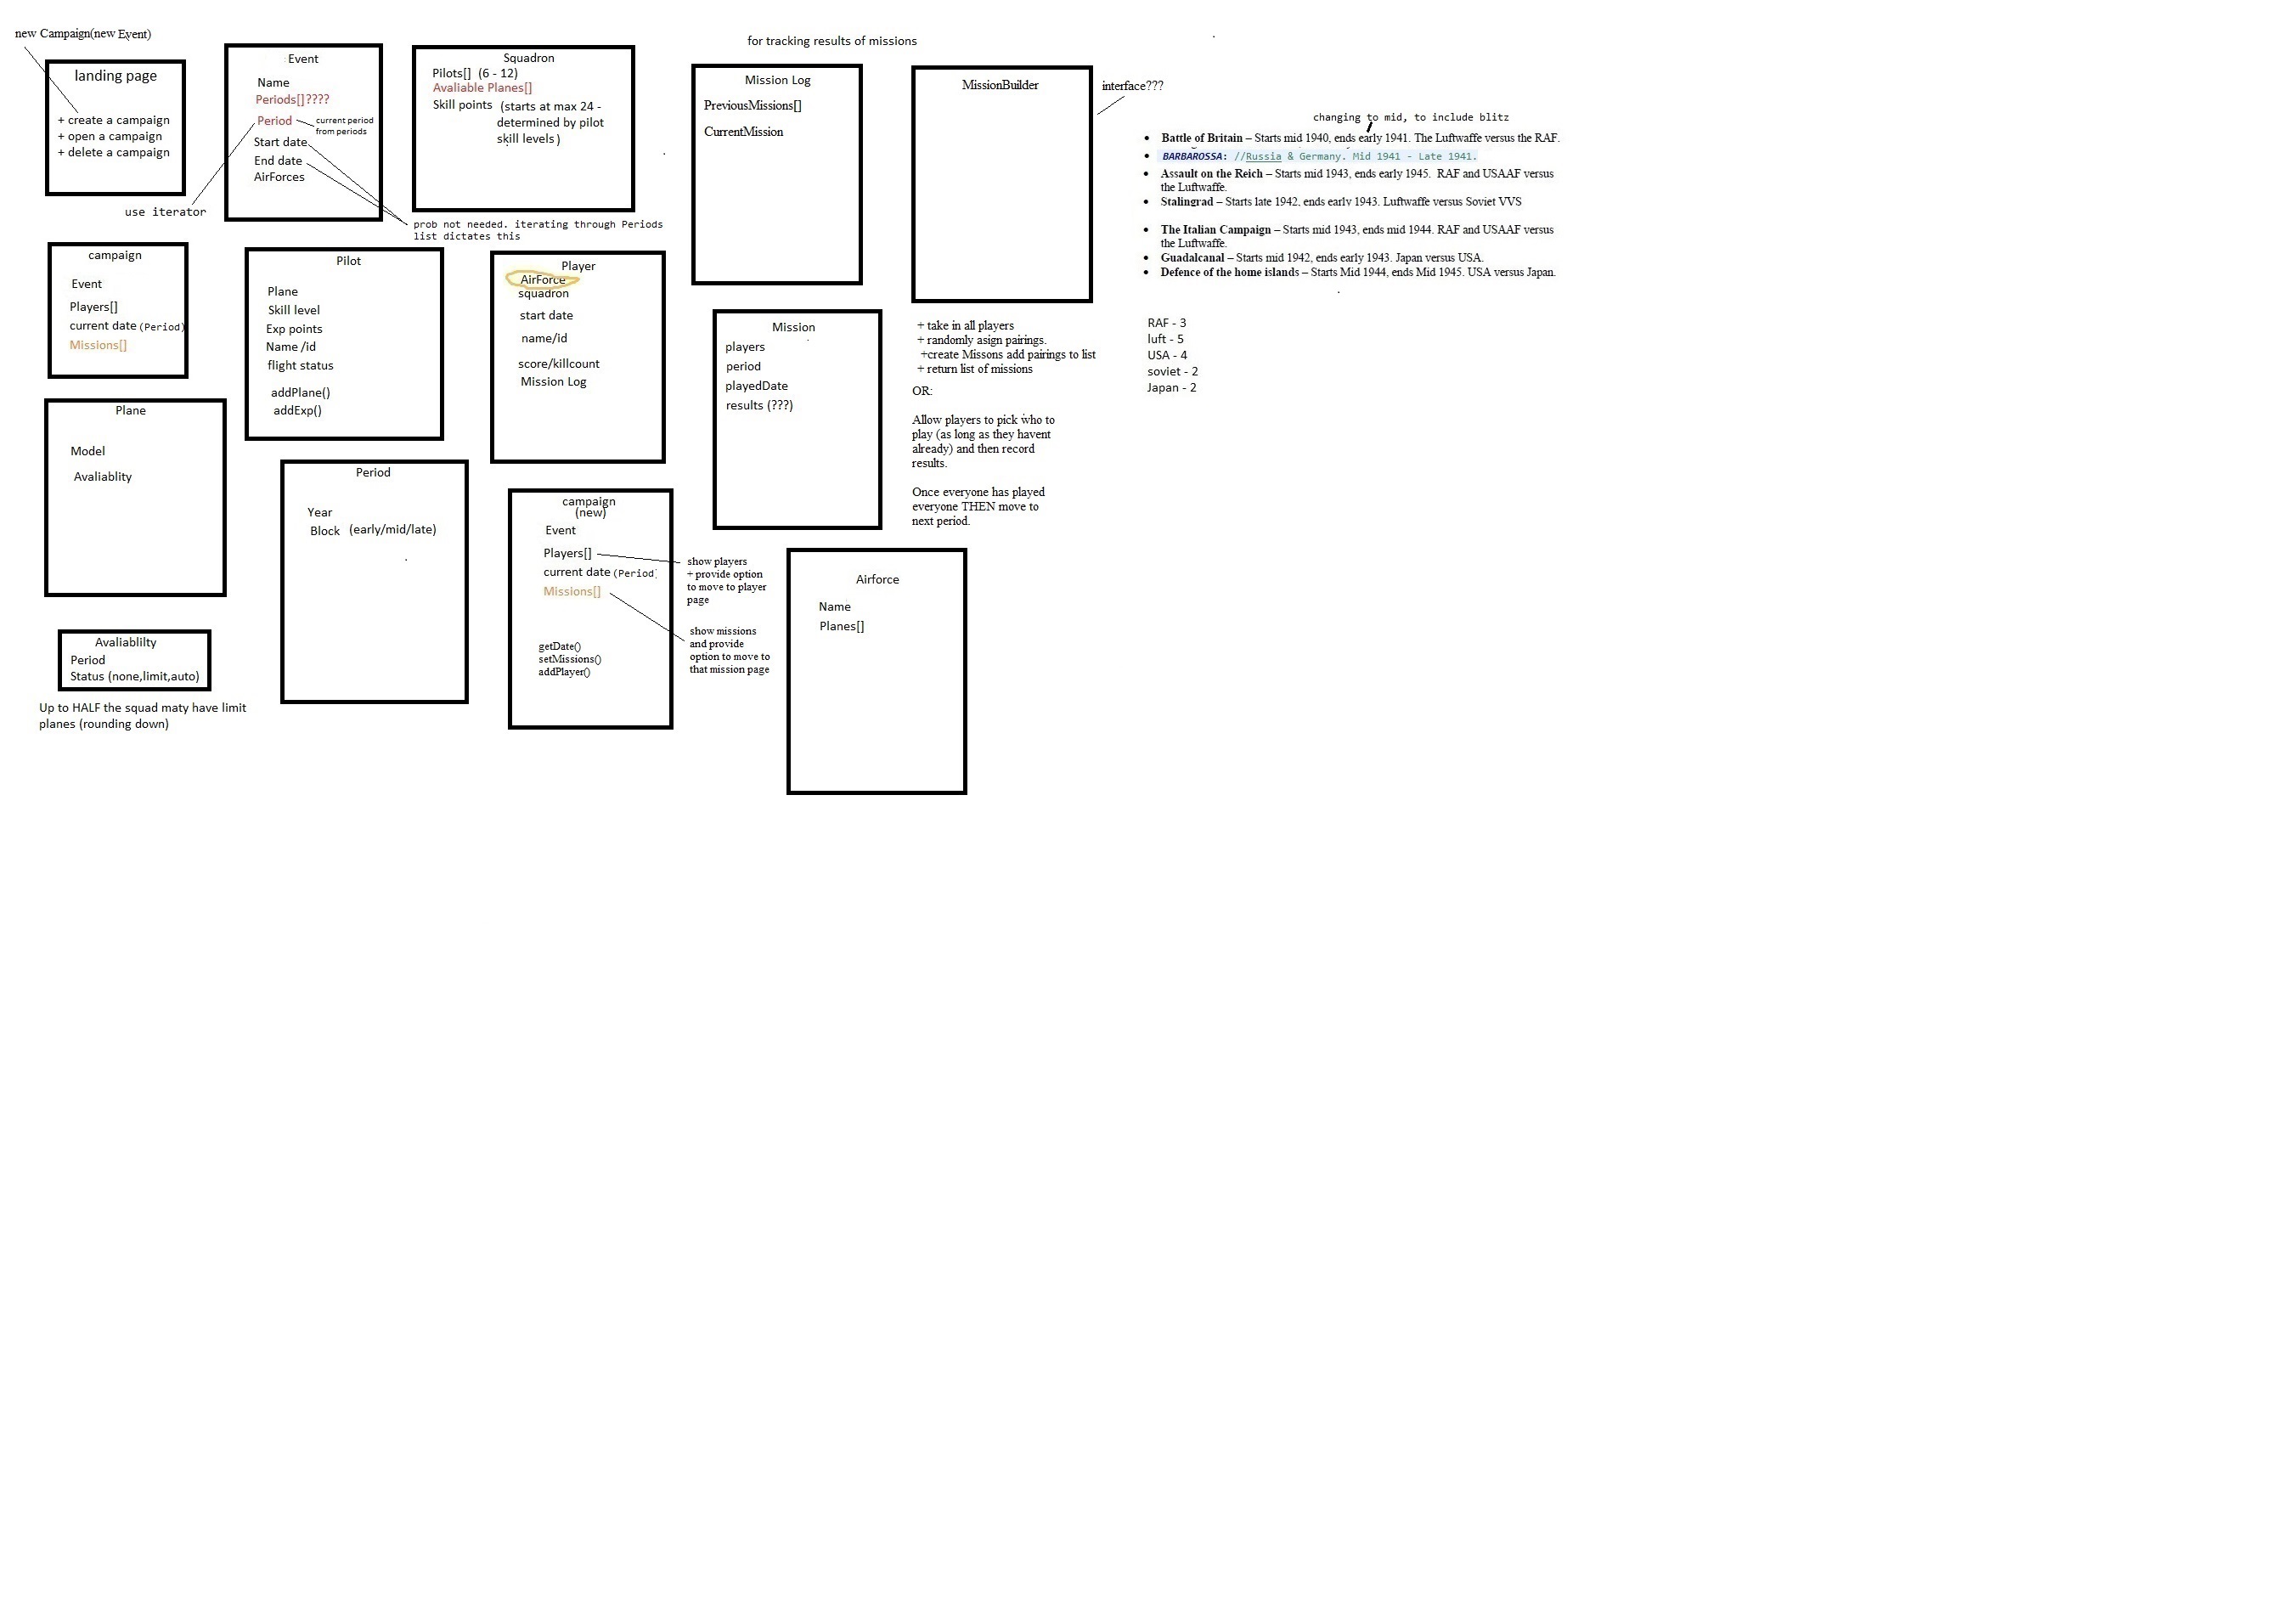 new Campaign(new Event)
landing page
+ create a campaign
+ open a campaign
+ delete a campaign
Event
Name
Periods[]????
Period
current period
from periods
Start date
End date
AirForces
use iterator
prob not needed. iterating through Periods
list dictates this
Squadron
Pilots[] (6 - 12)
Avaliable Planes[]
Skill points (starts at max 24 -
determined by pilot
skill levels)
for tracking results of missions
Mission Log
PreviousMissions[]
CurrentMission
MissionBuilder
interface???
changing to mid, to include blitz
• Battle of Britain – Starts mid 1940, ends early 1941. The Luftwaffe versus the RAF.
• BARBAROSSA: //Russia & Germany. Mid 1941 - Late 1941.
• Assault on the Reich – Starts mid 1943, ends early 1945. RAF and USAAF versus
the Luftwaffe.
• Stalingrad – Starts late 1942, ends early 1943. Luftwaffe versus Soviet VVS
• The Italian Campaign – Starts mid 1943, ends mid 1944. RAF and USAAF versus
the Luftwaffe.
• Guadalcanal – Starts mid 1942, ends early 1943. Japan versus USA.
• Defence of the home islands – Starts Mid 1944, ends Mid 1945. USA versus Japan.
campaign
Event
Players[]
current date (Period)
Missions[]
Pilot
Plane
Skill level
Exp points
Name /id
flight status
addPlane()
addExp()
Player
AirForce
squadron
start date
name/id
score/killcount
Mission Log
Mission
players
period
playedDate
results (???)
+ take in all players
+ randomly asign pairings.
+create Missons add pairings to list
+ return list of missions
OR:
Allow players to pick who to
play (as long as they havent
already) and then record
results.
Once everyone has played
everyone THEN move to
next period.
RAF - 3
luft - 5
USA - 4
soviet - 2
Japan - 2
Plane
Model
Avaliablity
Period
Year
Block (early/mid/late)
campaign
(new)
Event
Players[]
current date (Period)
Missions[]
getDate()
setMissions()
addPlayer()
show players
+ provide option
to move to player
page
show missions
and provide
option to move to
that mission page
Airforce
Name
Planes[]
Avaliablilty
Period
Status (none,limit,auto)
Up to HALF the squad maty have limit
planes (rounding down)